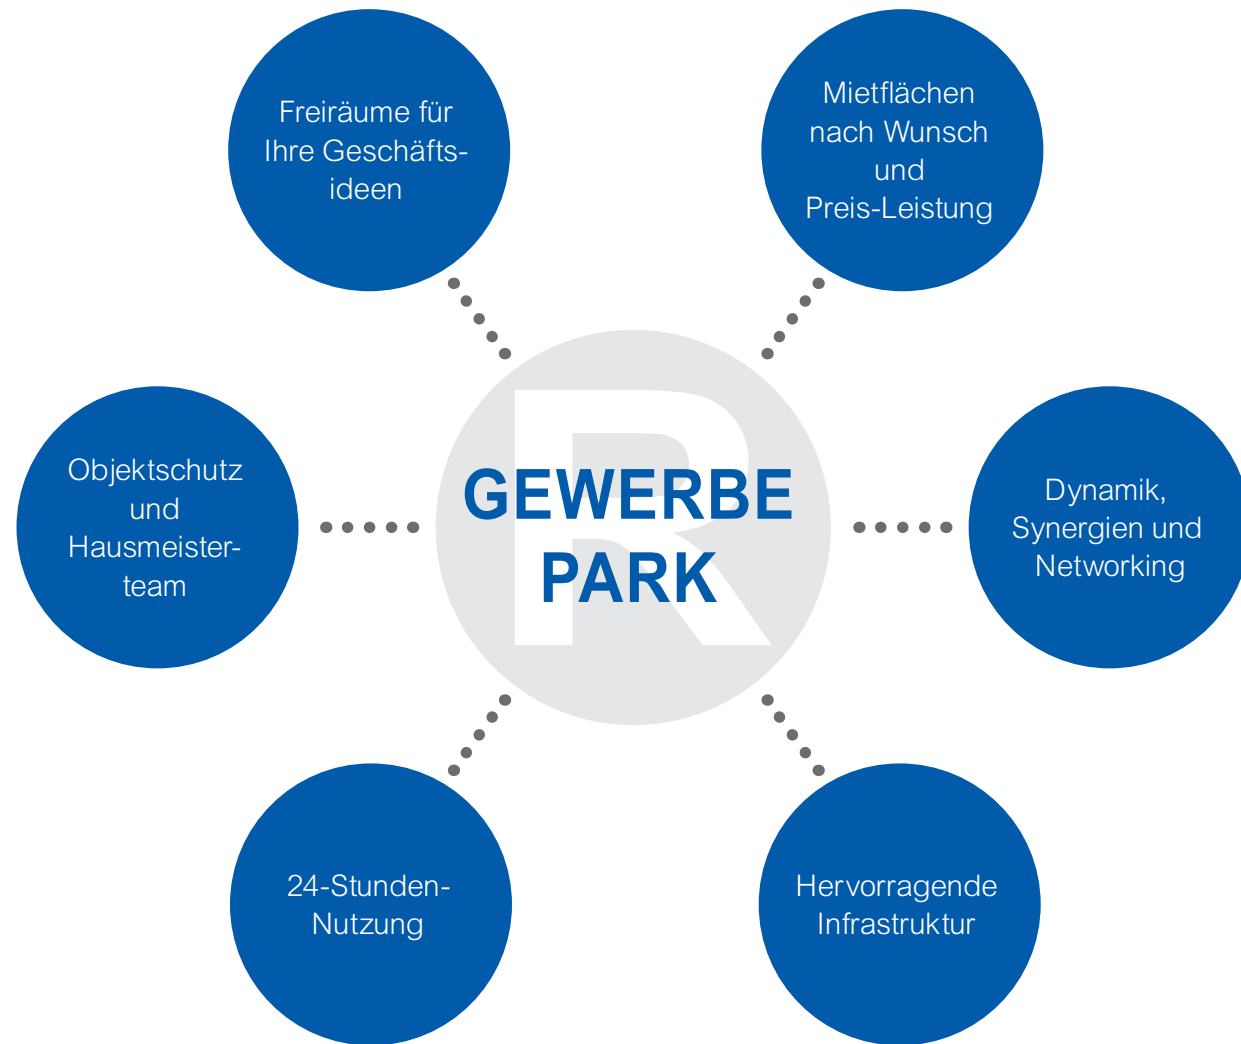 Freiräume für
Ihre Geschäfts-
ideen
Mietflächen
nach Wunsch
und
Preis-Leistung
Objektschutz
und
Hausmeister-
team
R
GEWERBE
PARK
Dynamik,
Synergien und
Networking
24-Stunden-
Nutzung
Hervorragende
Infrastruktur